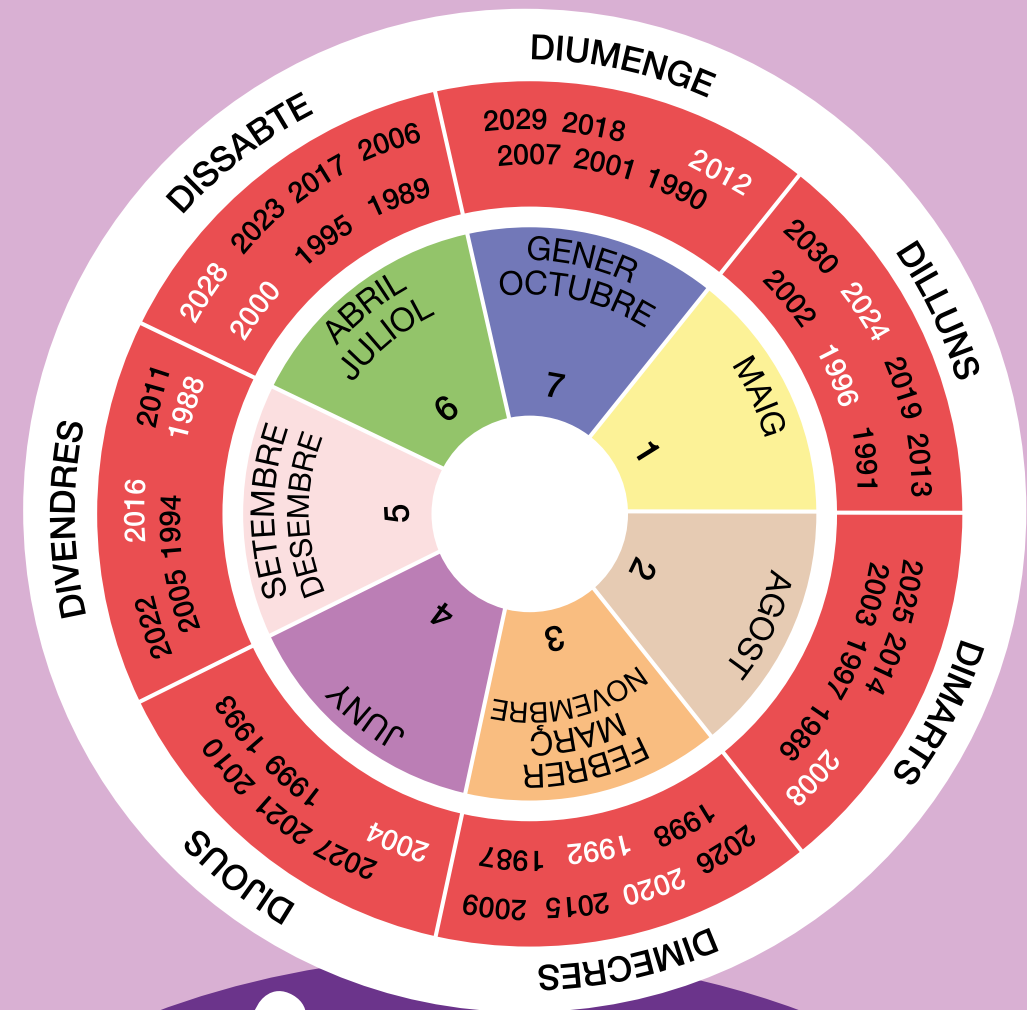 DIUMENGE
DILLUNS
DIMARTS
DIMECRES
DIJOUS
DIVENDRES
DISSABTE
2029 2018
2007 2001 1990 2012
2030 2024 2019 2013
2002 1996 1991
2025 2014
2003 1997 1986 2008
2026 2020 2015 2009
1998 1992 1987
2004 2027 2021 2010
1999 1993
2022 2016 2011
2005 1994 1988
2028 2023 2017 2006
2000 1995 1989
GENER
OCTUBRE
7
MAIG
1
AGOST
2
3
NOVEMBRE
MARÇ
FEBRER
4
JUNY
SETEMBRE
DESEMBRE
5
ABRIL
JULIOL
6